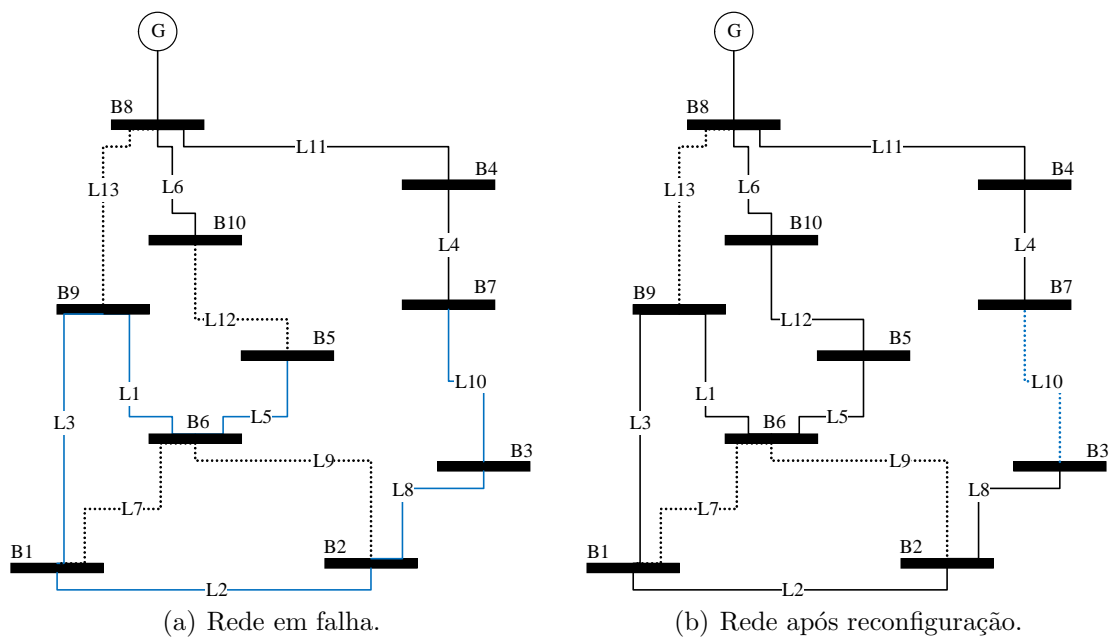 G
B8
L11
B4
L13
L6
B10
L4
B9
B7
L12
B5
L10
L1
B6
L5
L3
L9
B3
L8
L7
B1
B2
L2
(a) Rede em falha.
G
B8
L11
B4
L13
L6
B10
L4
B9
B7
L12
B5
L10
L1
B6
L5
L3
L9
B3
L8
L7
B1
B2
L2
(b) Rede após reconfiguração.